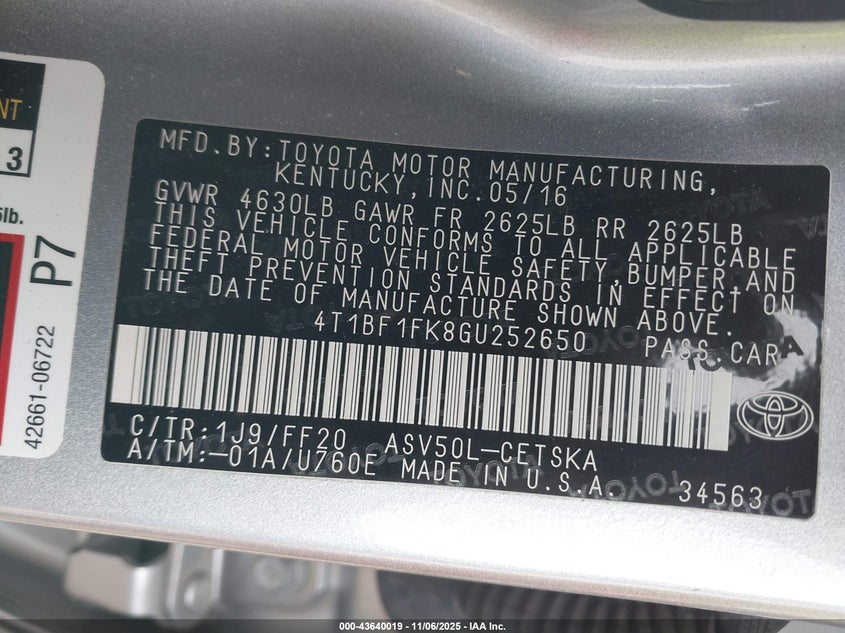 NT
3
5lb.
P7
42661-06722
MFD.BY:TOYOTA MOTOR MANUFACTURING,
KENTUCKY,INC.05/16
GVWR 4630LB GAWR FR 2625LB RR 2625LB
THIS VEHICLE CONFORMS TO ALL APPLICABLE
FEDERAL MOTOR VEHICLE SAFETY,BUMPER,AND
THEFT PREVENTION STANDARDS IN EFFECT ON
THE DATE OF MANUFACTURE SHOWN ABOVE.
4T1BF1FK8GU252650 PASS.CAR
C/TR:1J9/FF20 ASV50L-CETSKA
A/TM:-01A/U760E MADE IN U.S.A. 34563
000-43640019 - 11/06/2025 - IAA Inc.